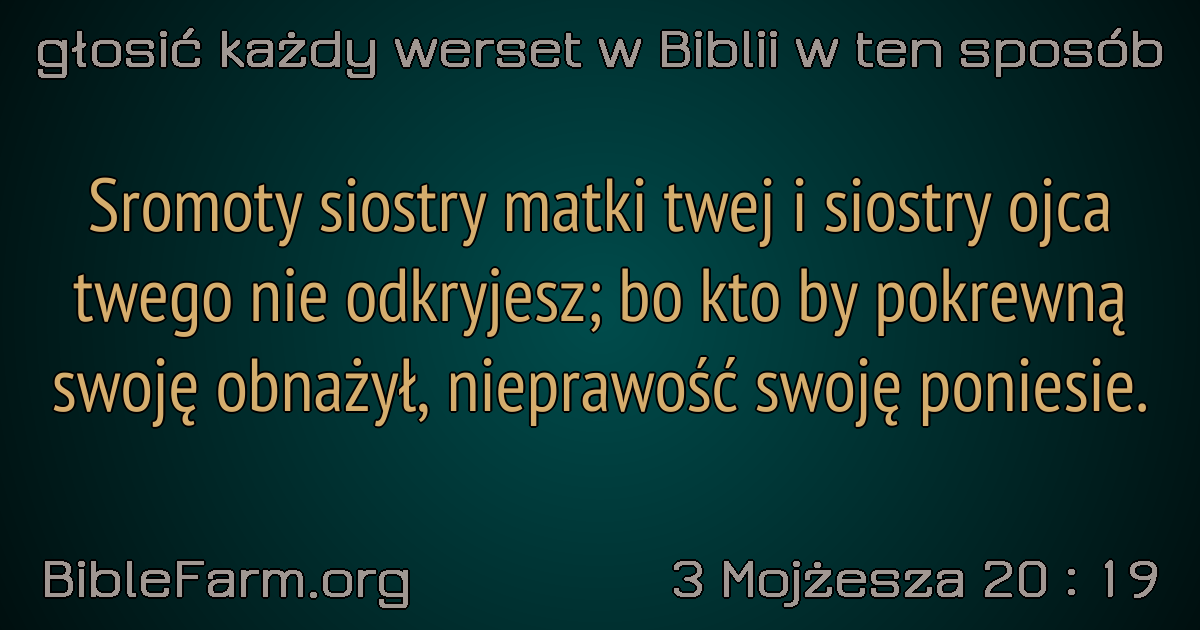 głosić każdy werset w Biblii w ten sposób
Sromoty siostry matki twej i siostry ojca
twego nie odkryjesz; bo kto by pokrewną
swoję obnażył, nieprawość swoję poniesie.
BibleFarm.org
3 Mojżesza 20 : 19